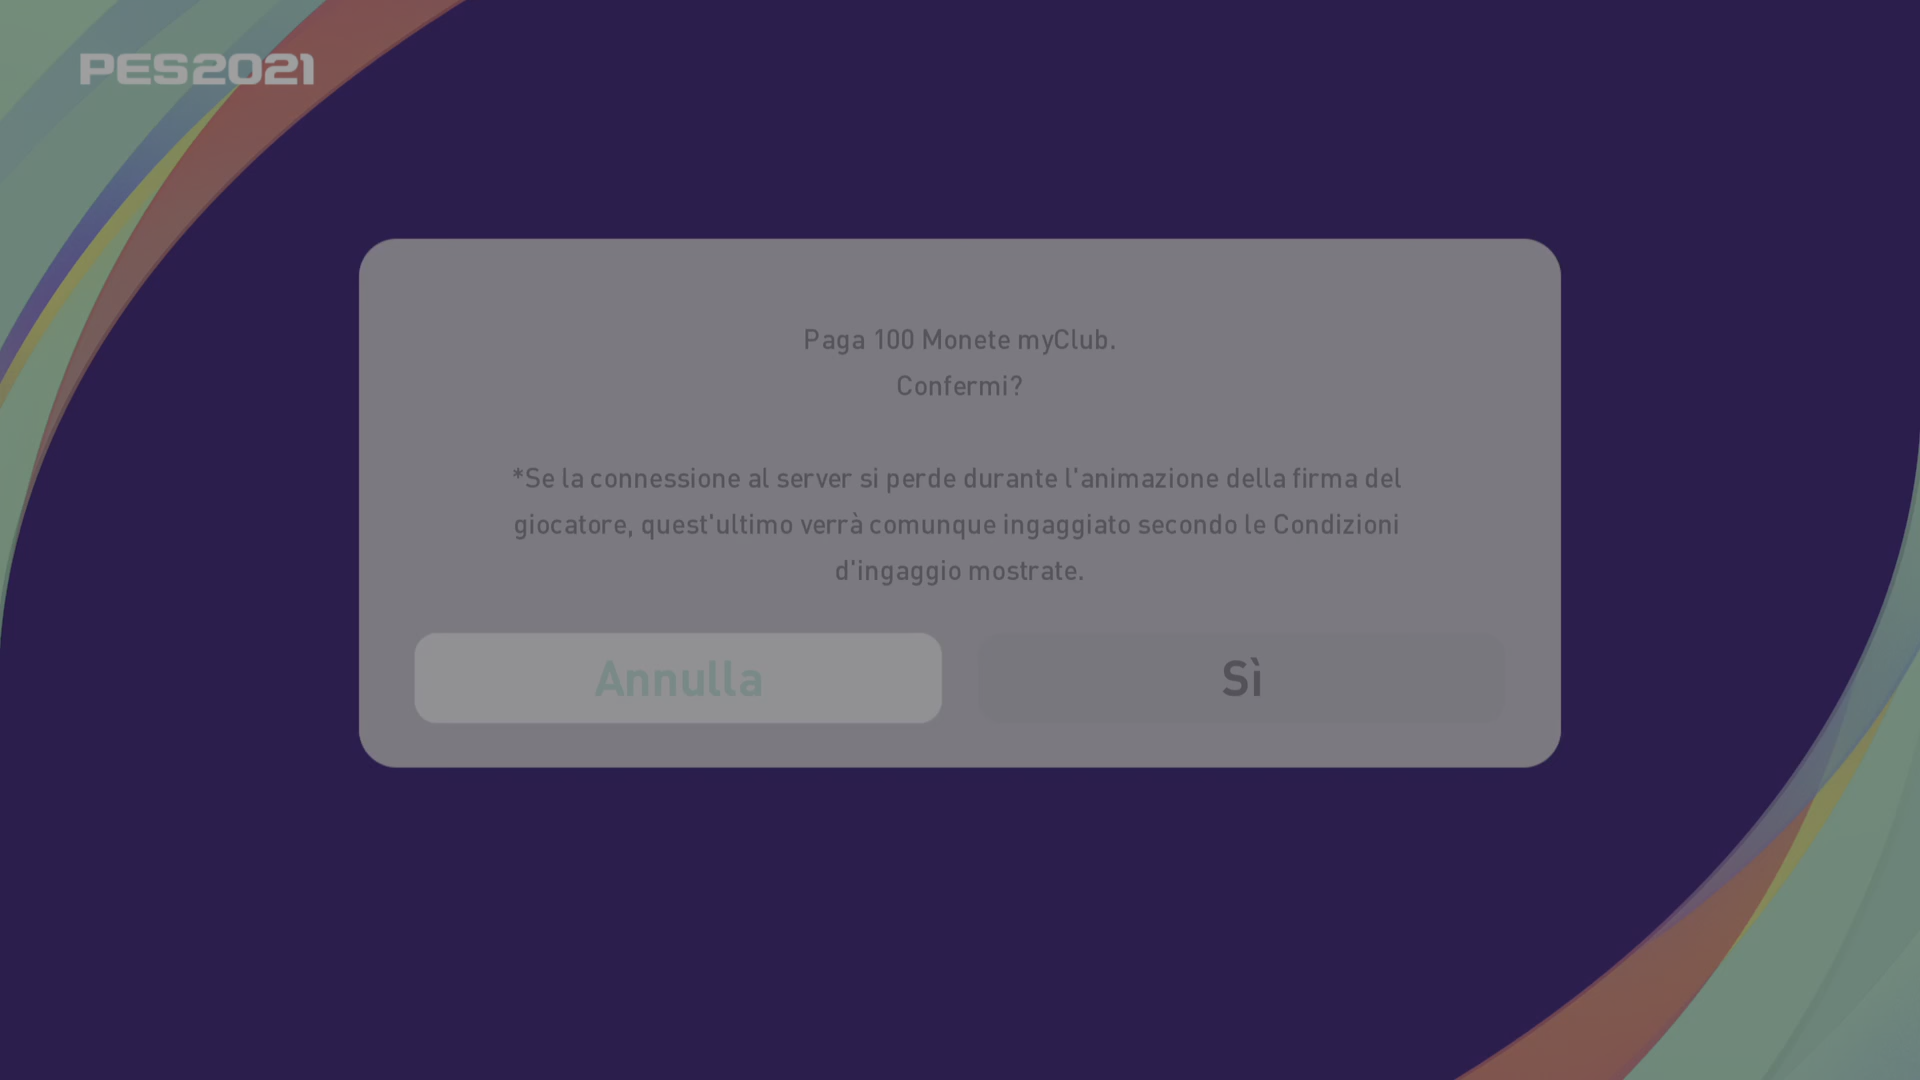 PES2021
Paga 100 Monete myClub.
Confermi?
*Se la connessione al server si perde durante l'animazione della firma del
giocatore, quest'ultimo verrà comunque ingaggiato secondo le Condizioni
d'ingaggio mostrate.
Annulla
Sì